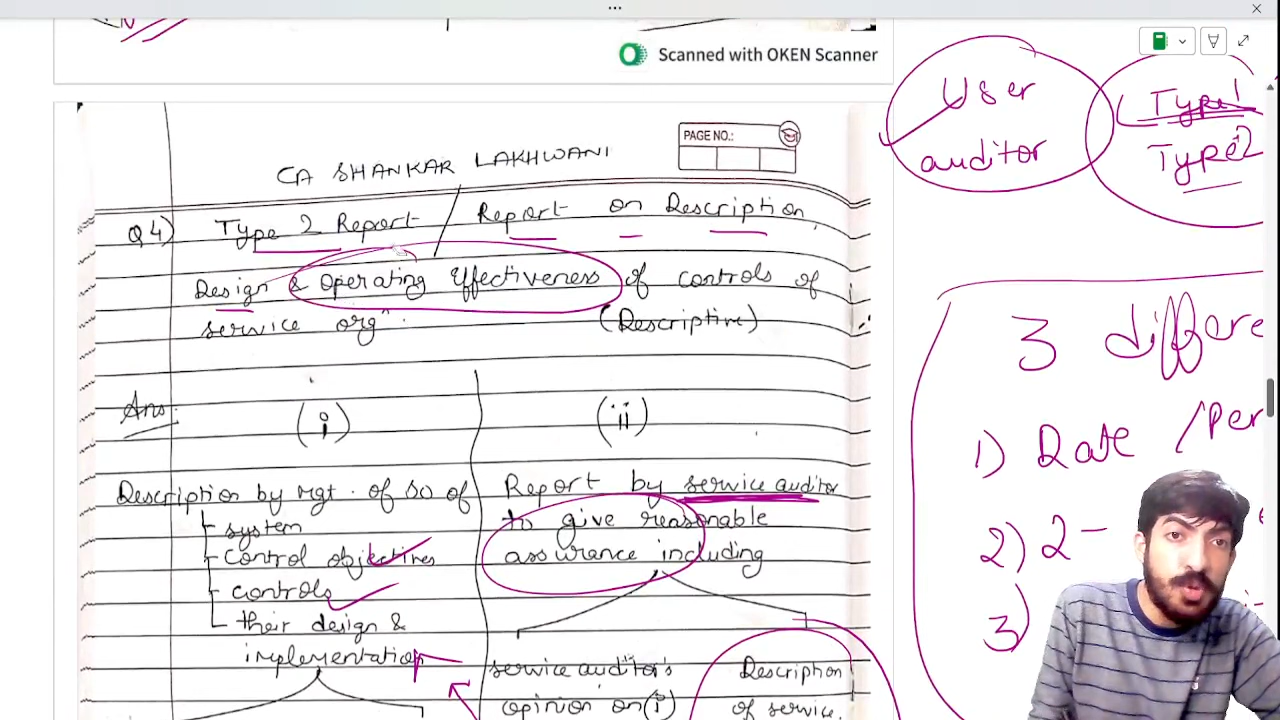 Scanned with OKEN Scanner
PAGE NO.:
CA SHANKAR LAKHWANI
Q4) Type 2 Report / Report on Description,
Design & operating Effectiveness of controls of
service orgn. (Descriptive)
Ans.
(i)
Description by Mgt. of SO of
system
control objectives
controls
their design &
implementation
(ii)
Report by service auditor
to give reasonable
assurance including
service auditor's
opinion on (i)
Description
of service.
User
auditor
Type 1
Type 2
3 differe
1) Date / Per
2) 2 -
3)